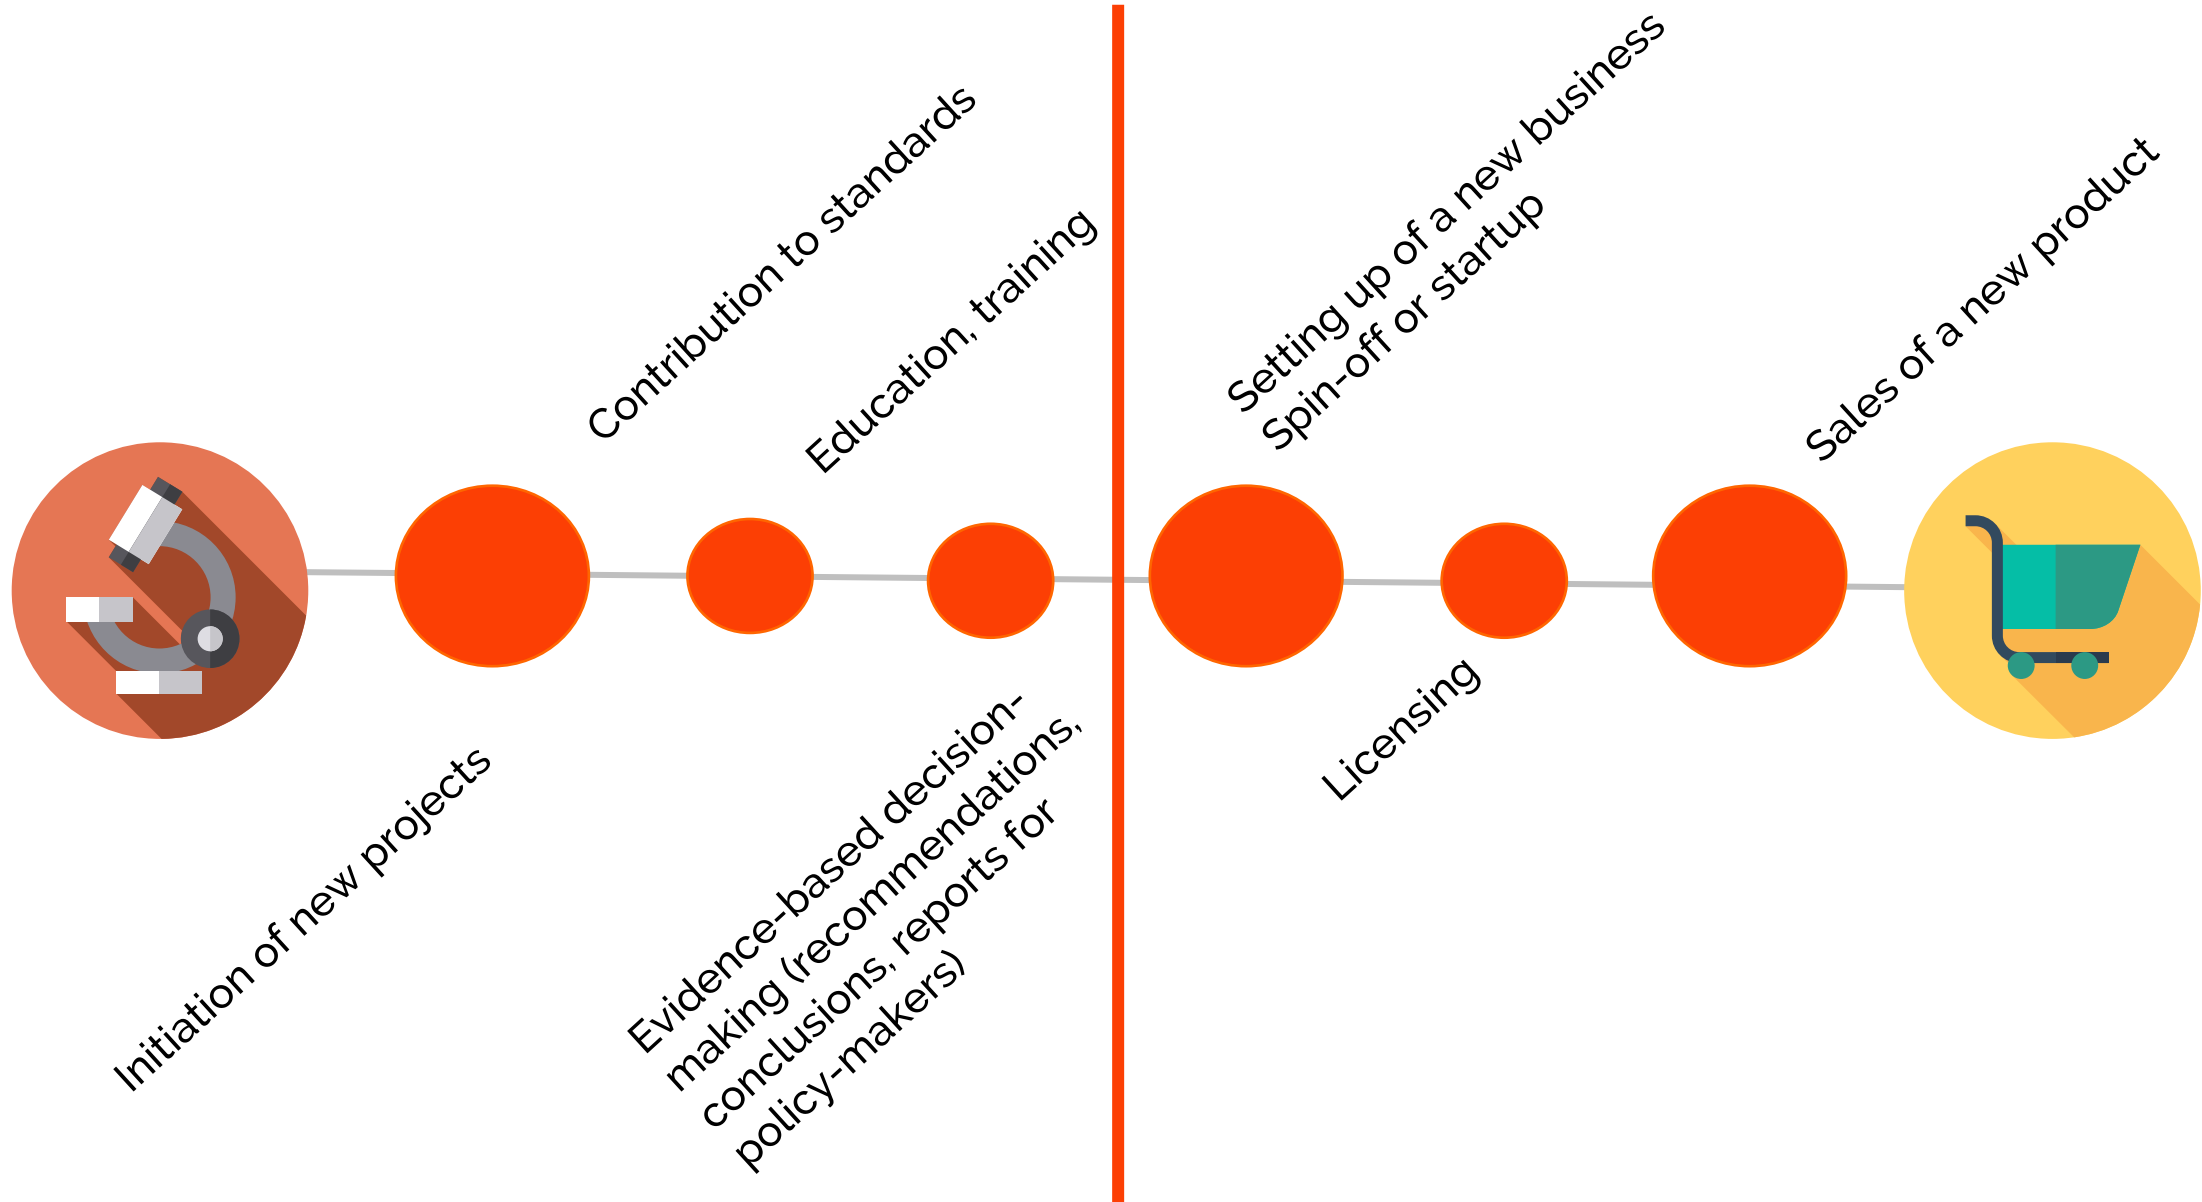 Contribution to standards
Education, training
Setting up of a new business
Spin-off or startup
Sales of a new product
Initiation of new projects
Evidence-based decision-
making (recommendations,
conclusions, reports for
policy-makers)
Licensing